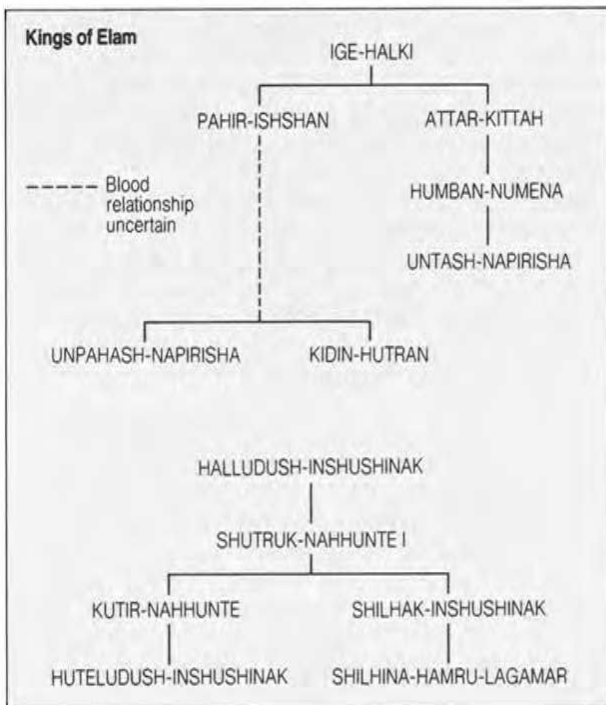 Kings of Elam
IGE-HALKI
PAHIR-ISHSHAN ATTAR-KITTAH
Blood
relationship
uncertain
HUMBAN-NUMENA
UNTASH-NAPIRISHA
UNPAHASH-NAPIRISHA KIDIN-HUTRAN
HALLUDUSH-INSHUSHINAK
SHUTRUK-NAHHUNTE I
KUTIR-NAHHUNTE SHILHAK-INSHUSHINAK
HUTELUDUSH-INSHUSHINAK SHILHINA-HAMRU-LAGAMAR